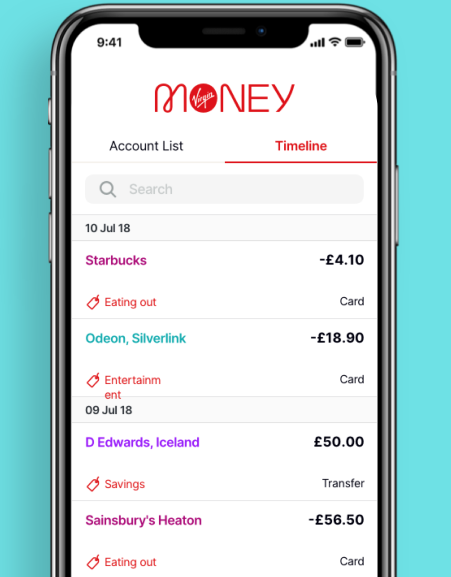 9:41
Virgin
MONEY
Account List Timeline
Search
10 Jul 18
Starbucks -£4.10
Eating out Card
Odeon, Silverlink -£18.90
Entertainm Card
ent
09 Jul 18
D Edwards, Iceland £50.00
Savings Transfer
Sainsbury's Heaton -£56.50
Eating out Card